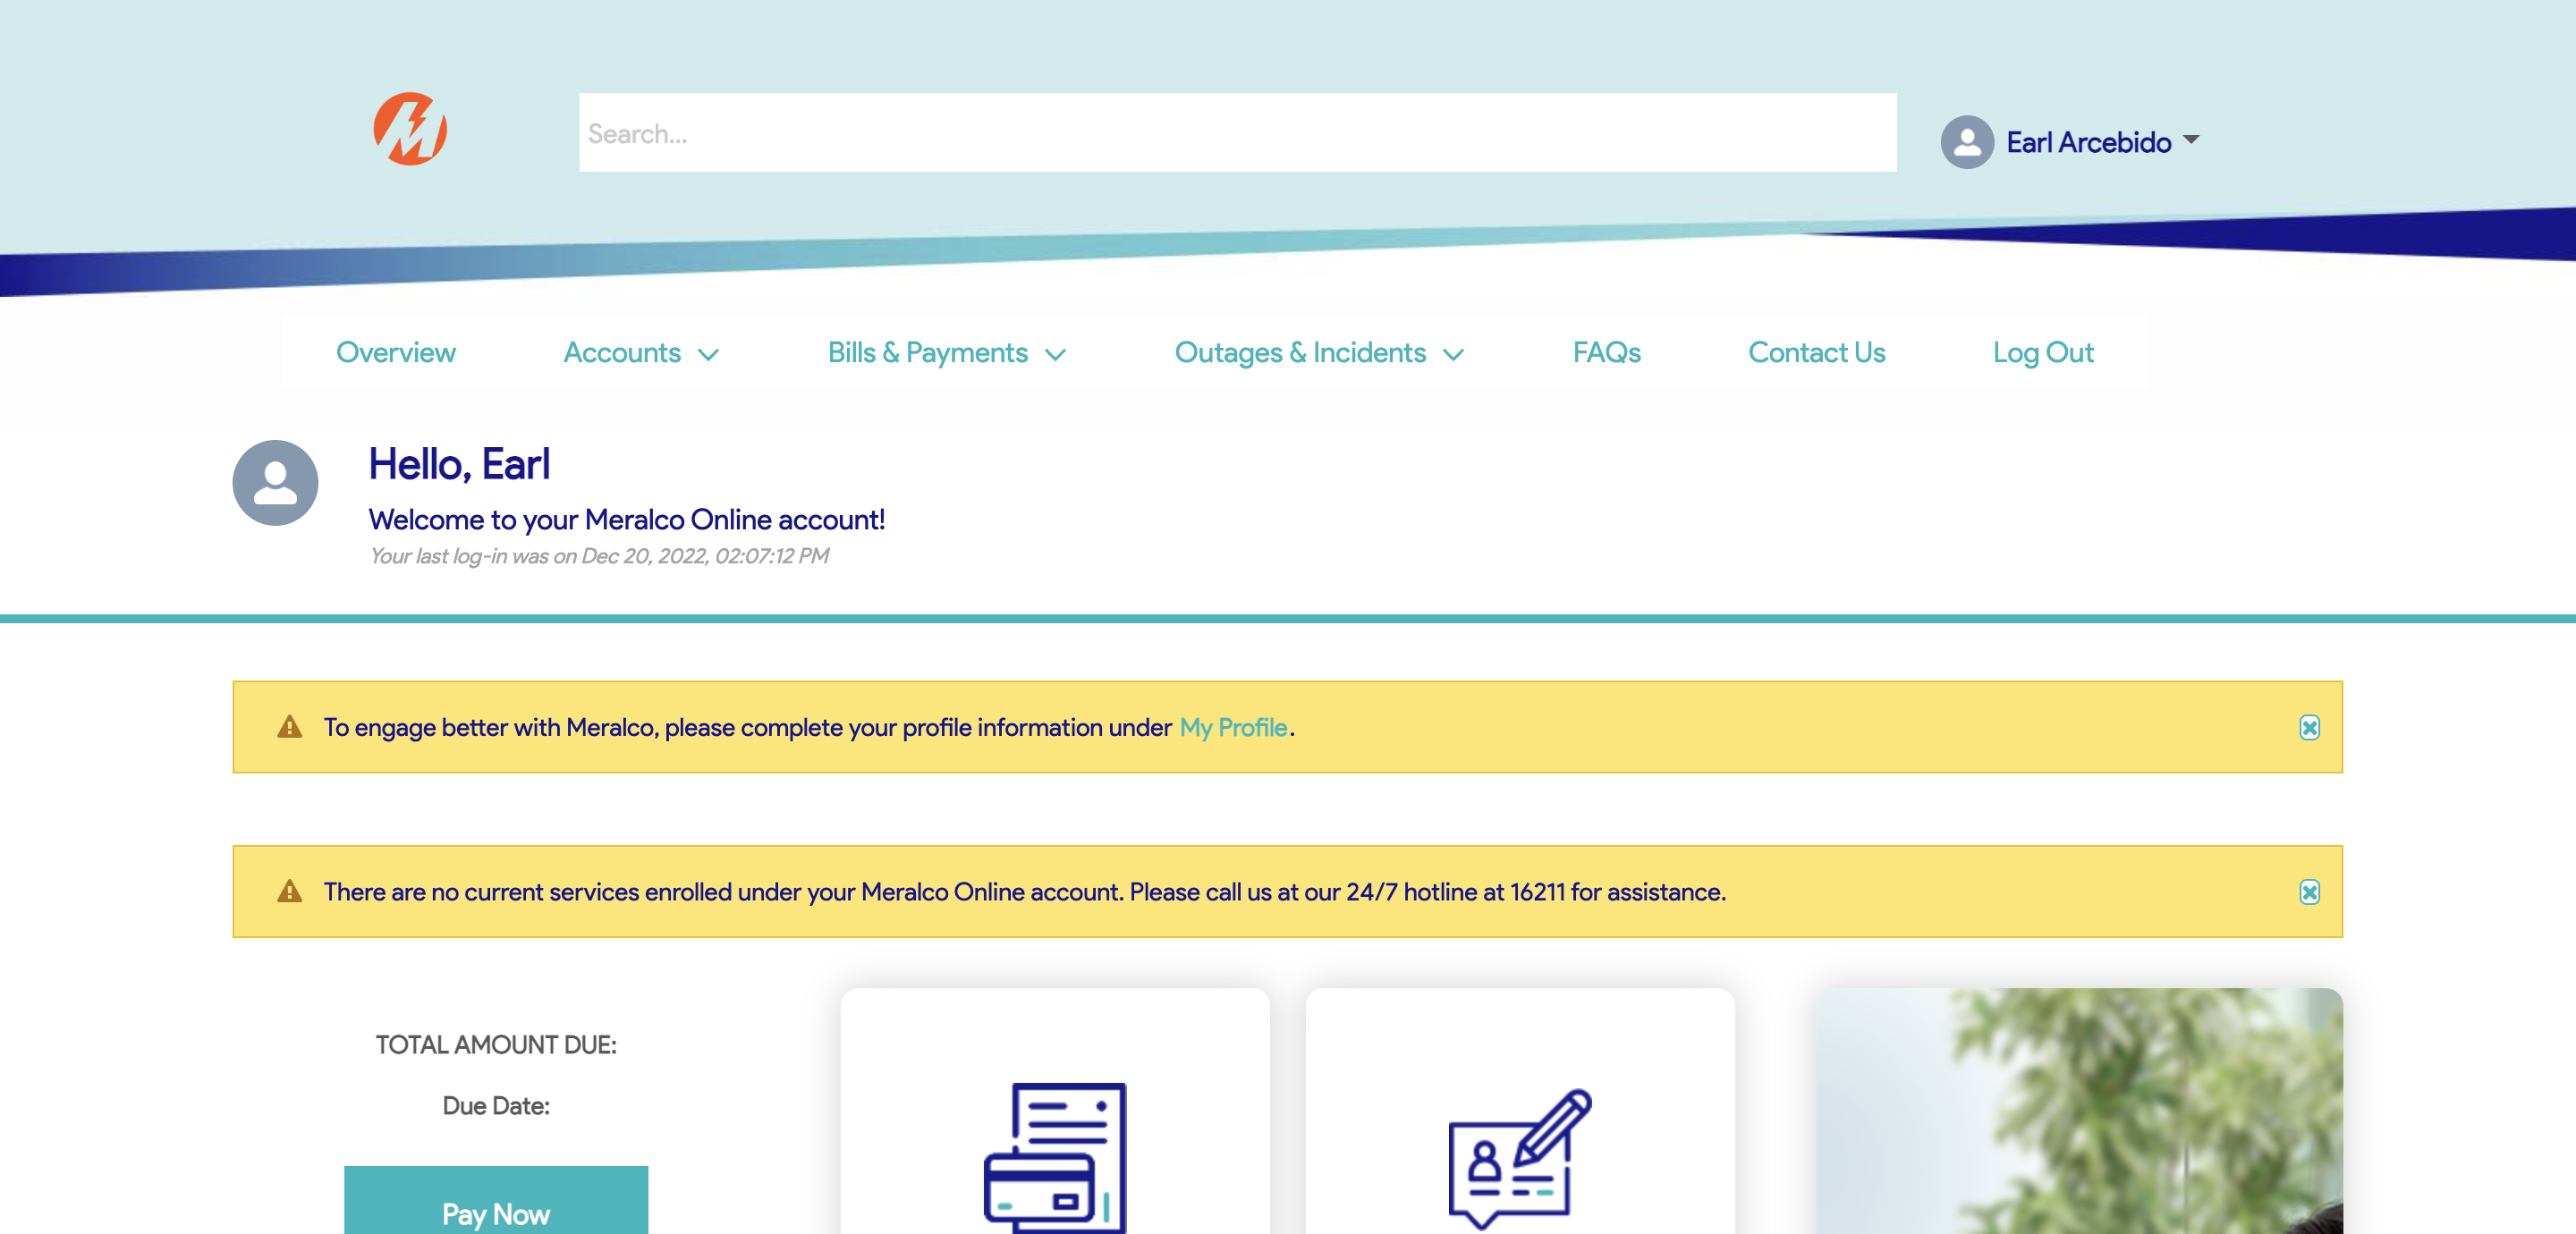 Search...
Earl Arcebido
Overview
Accounts
Bills & Payments
Outages & Incidents
FAQs
Contact Us
Log Out
Hello, Earl
Welcome to your Meralco Online account!
Your last log-in was on Dec 20, 2022, 02:07:12 PM
To engage better with Meralco, please complete your profile information under My Profile.
There are no current services enrolled under your Meralco Online account. Please call us at our 24/7 hotline at 16211 for assistance.
TOTAL AMOUNT DUE:
Due Date:
Pay Now